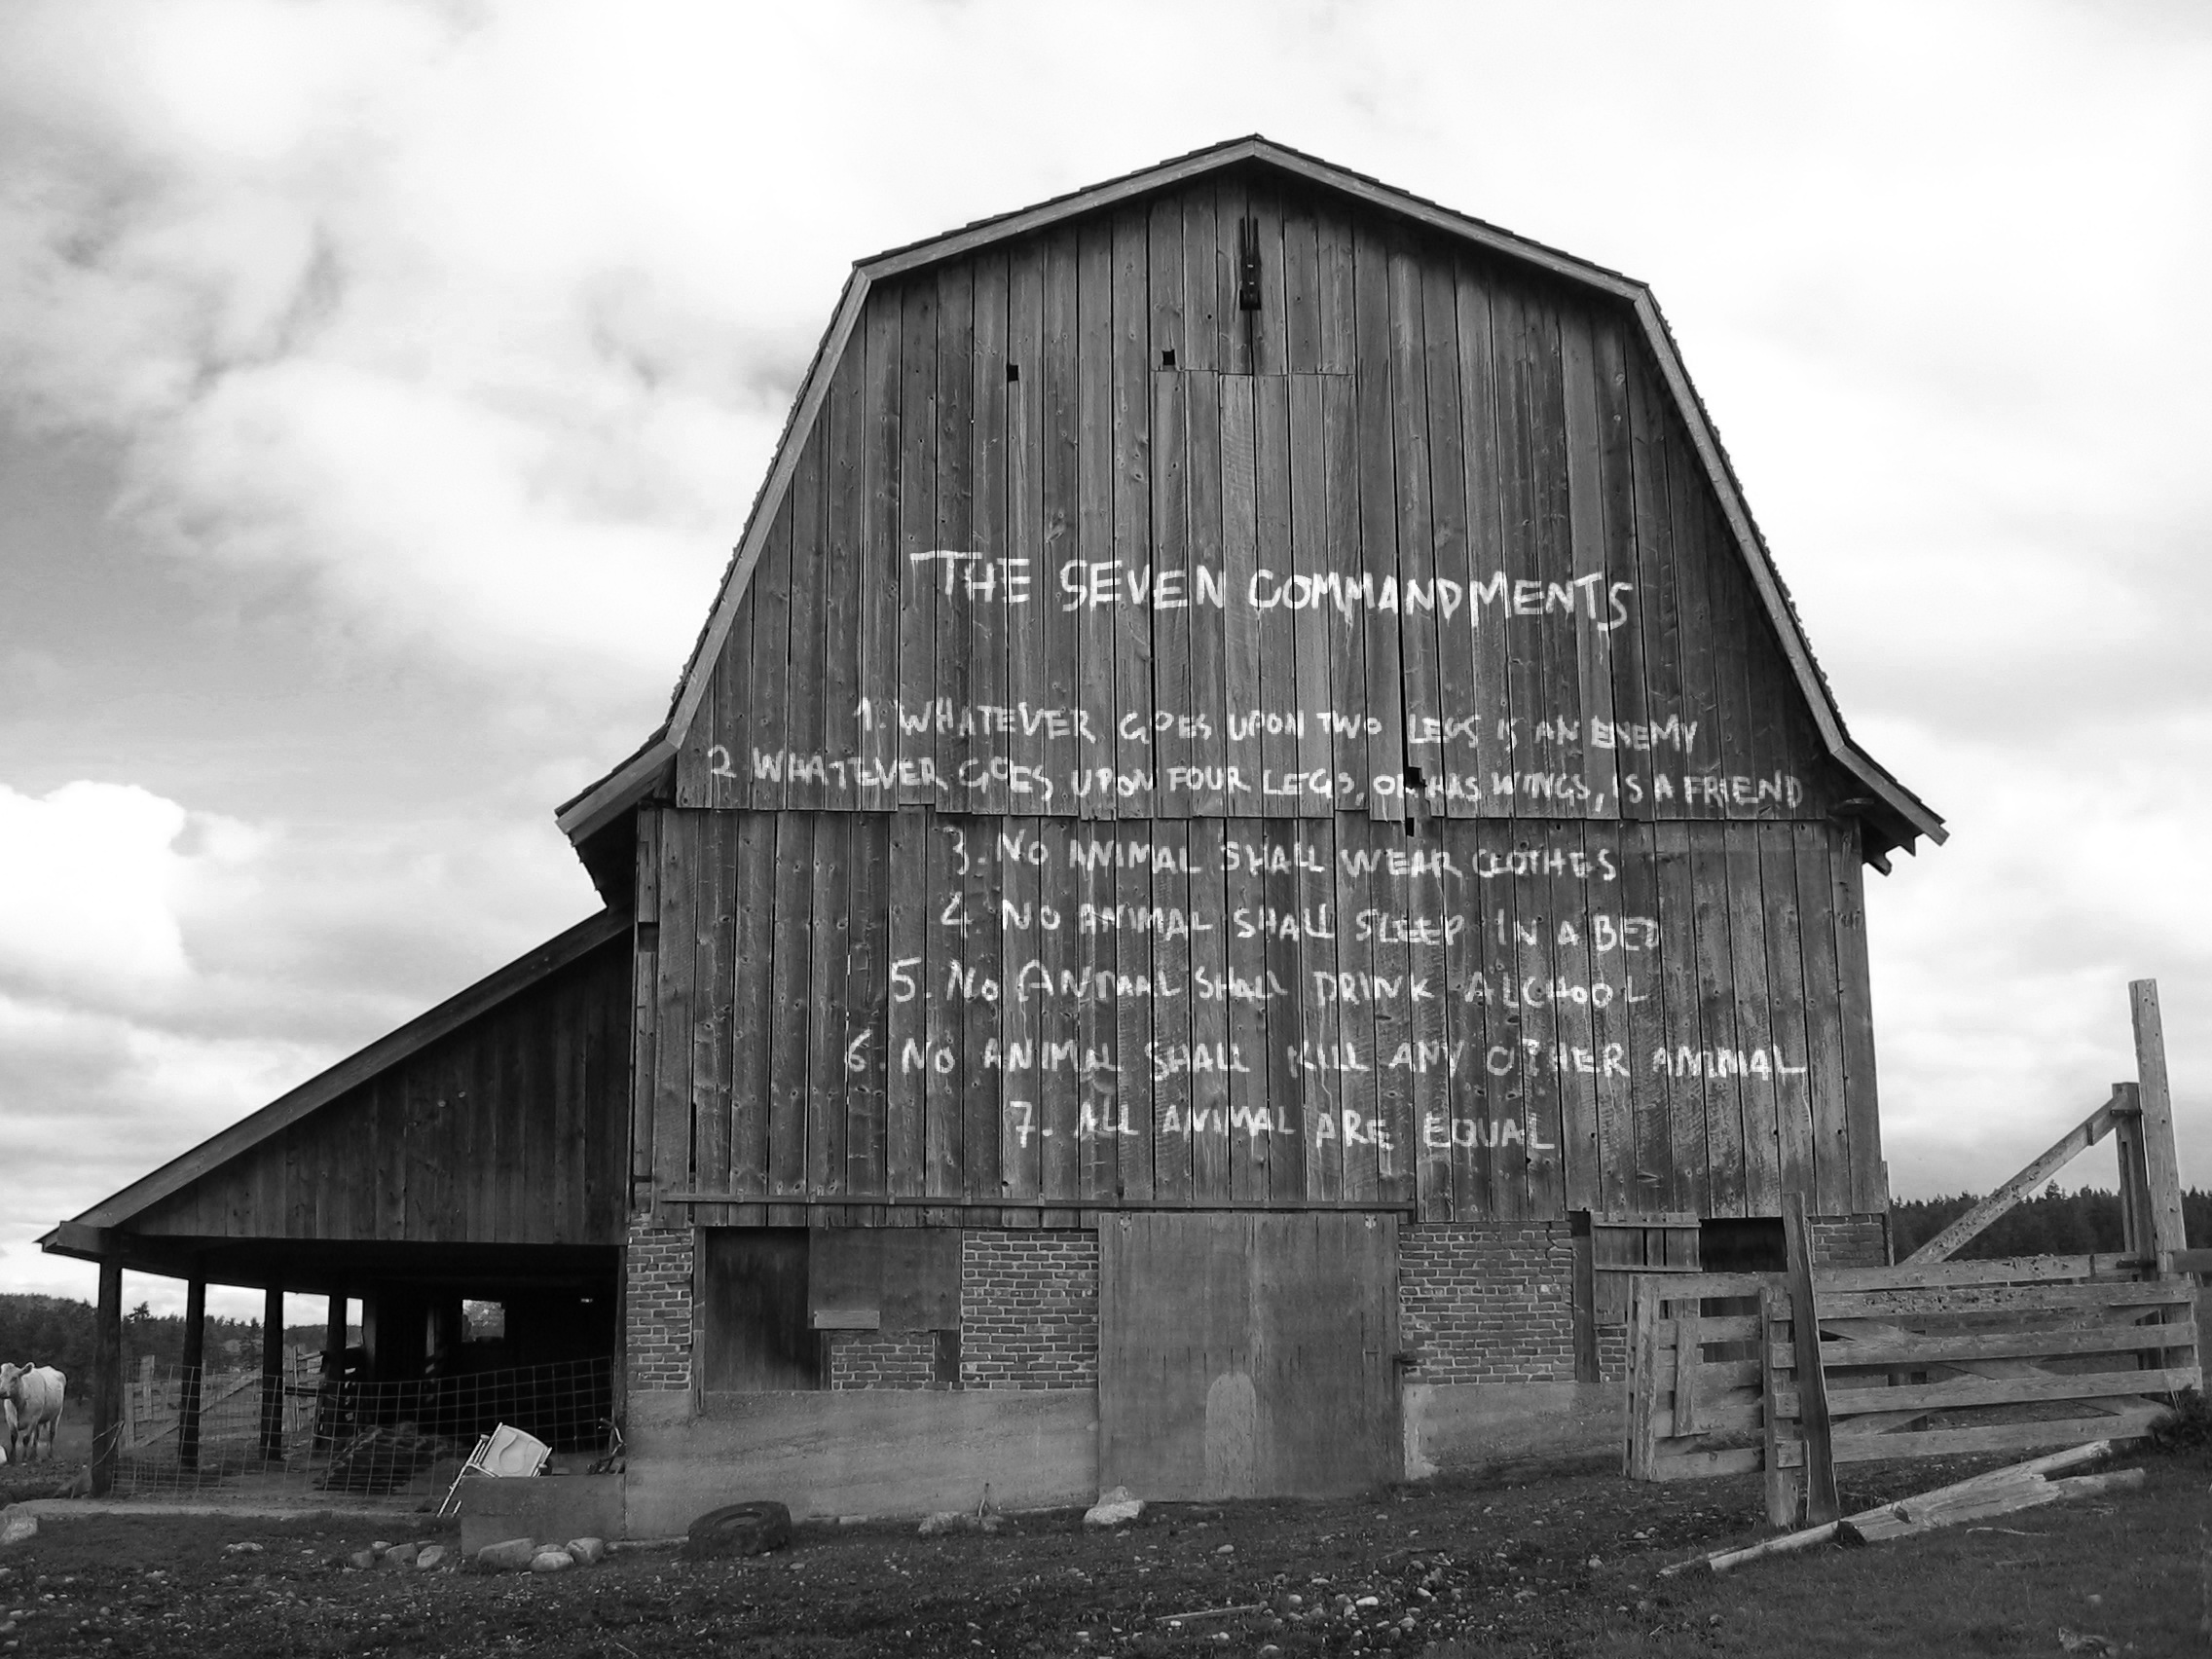 THE SEVEN COMMANDMENTS
1. WHATEVER GOES UPON TWO LEGS IS AN ENEMY
2 WHATEVER GOES UPON FOUR LEGS, OR HAS WINGS, IS A FRIEND
3. NO ANIMAL SHALL WEAR CLOTHES
4. NO ANIMAL SHALL SLEEP IN A BED
5. NO ANIMAL SHALL DRINK ALCHOOL
6. NO ANIMAL SHALL KILL ANY OTHER ANIMAL
7. ALL ANIMAL ARE EQUAL